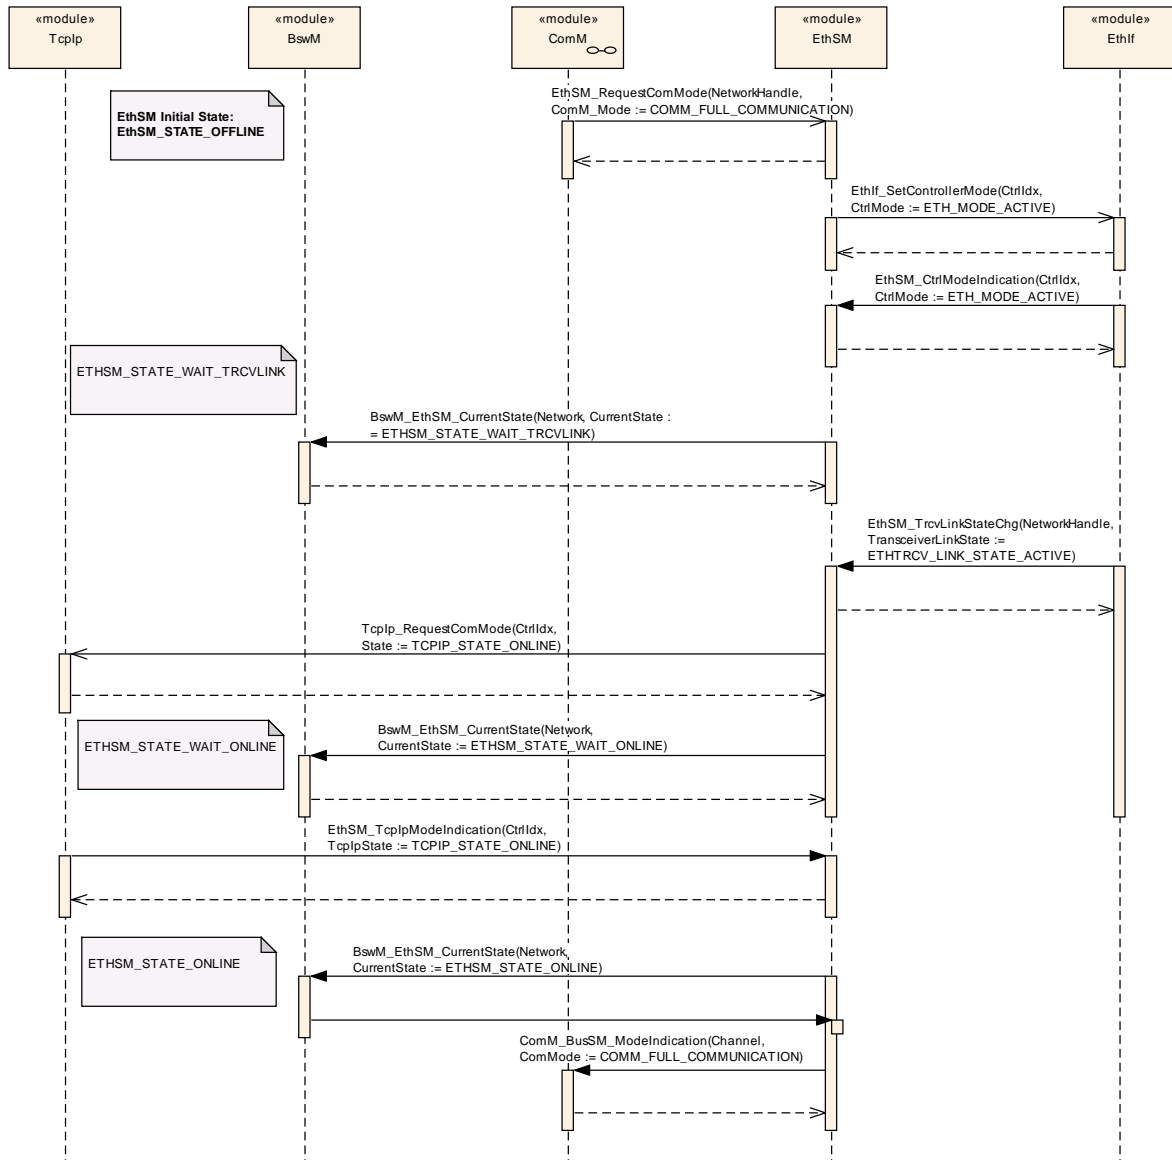 «module»
TcpIp
«module»
BswM
«module»
ComM
«module»
EthSM
«module»
EthIf
EthSM Initial State:
EthSM_STATE_OFFLINE
EthSM_RequestComMode(NetworkHandle,
ComM_Mode := COMM_FULL_COMMUNICATION)
EthIf_SetControllerMode(CtrlIdx,
CtrlMode := ETH_MODE_ACTIVE)
EthSM_CtrlModeIndication(CtrlIdx,
CtrlMode := ETH_MODE_ACTIVE)
ETHSM_STATE_WAIT_TRCVLINK
BswM_EthSM_CurrentState(Network, CurrentState :
= ETHSM_STATE_WAIT_TRCVLINK)
EthSM_TrcvLinkStateChg(NetworkHandle,
TransceiverLinkState :=
ETHTRCV_LINK_STATE_ACTIVE)
TcpIp_RequestComMode(CtrlIdx,
State := TCPIP_STATE_ONLINE)
ETHSM_STATE_WAIT_ONLINE
BswM_EthSM_CurrentState(Network,
CurrentState := ETHSM_STATE_WAIT_ONLINE)
EthSM_TcpIpModeIndication(CtrlIdx,
TcpIpState := TCPIP_STATE_ONLINE)
ETHSM_STATE_ONLINE
BswM_EthSM_CurrentState(Network,
CurrentState := ETHSM_STATE_ONLINE)
ComM_BusSM_ModeIndication(Channel,
ComMode := COMM_FULL_COMMUNICATION)